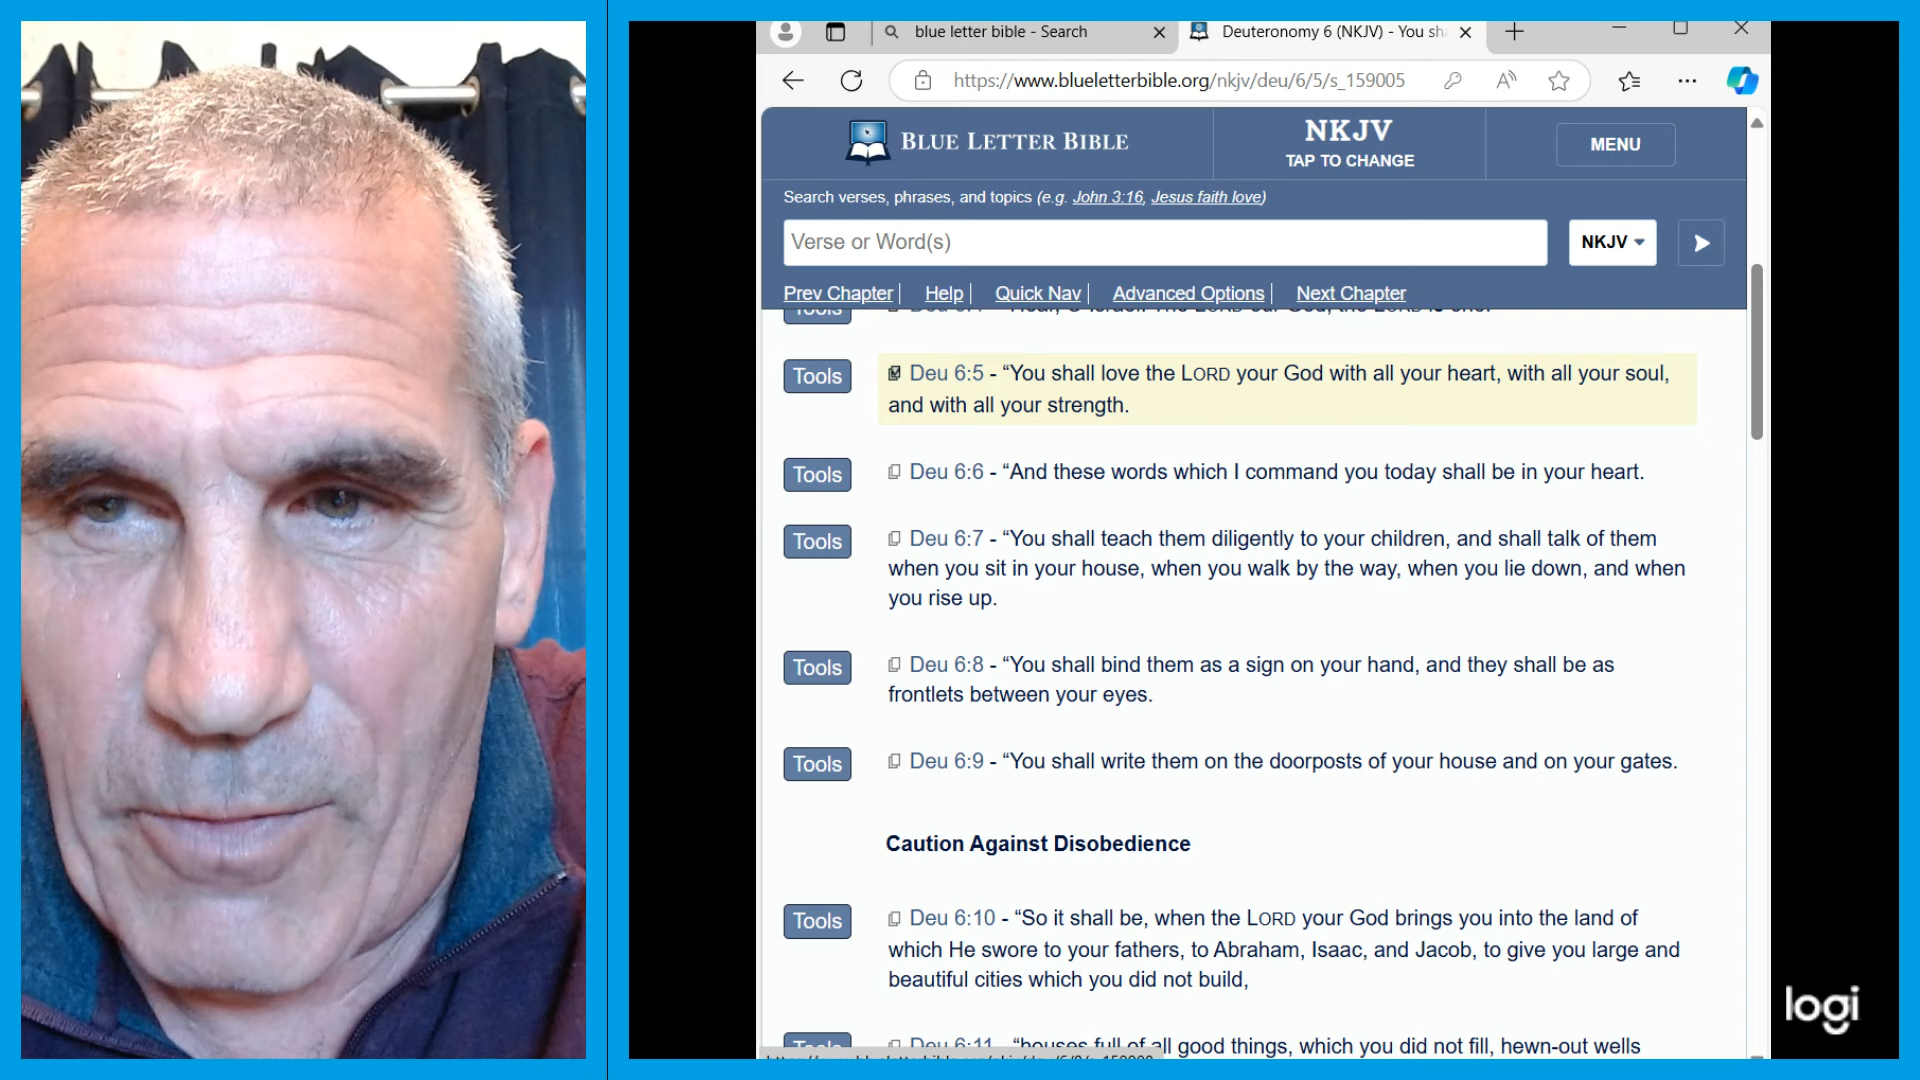 blue letter bible - Search
Deuteronomy 6 (NKJV) - You sh
https://www.blueletterbible.org/nkjv/deu/6/5/s_159005
BLUE LETTER BIBLE
NKJV
TAP TO CHANGE
MENU
Search verses, phrases, and topics (e.g. John 3:16, Jesus faith love)
Verse or Word(s)
NKJV
Prev Chapter | Help | Quick Nav | Advanced Options | Next Chapter
Tools
Tools
Deu 6:5 - “You shall love the LORD your God with all your heart, with all your soul,
and with all your strength.
Tools
Deu 6:6 - “And these words which I command you today shall be in your heart.
Tools
Deu 6:7 - “You shall teach them diligently to your children, and shall talk of them
when you sit in your house, when you walk by the way, when you lie down, and when
you rise up.
Tools
Deu 6:8 - “You shall bind them as a sign on your hand, and they shall be as
frontlets between your eyes.
Tools
Deu 6:9 - “You shall write them on the doorposts of your house and on your gates.
Caution Against Disobedience
Tools
Deu 6:10 - “So it shall be, when the LORD your God brings you into the land of
which He swore to your fathers, to Abraham, Isaac, and Jacob, to give you large and
beautiful cities which you did not build,
Tools
Deu 6:11 - “houses full of all good things, which you did not fill, hewn-out wells
logi